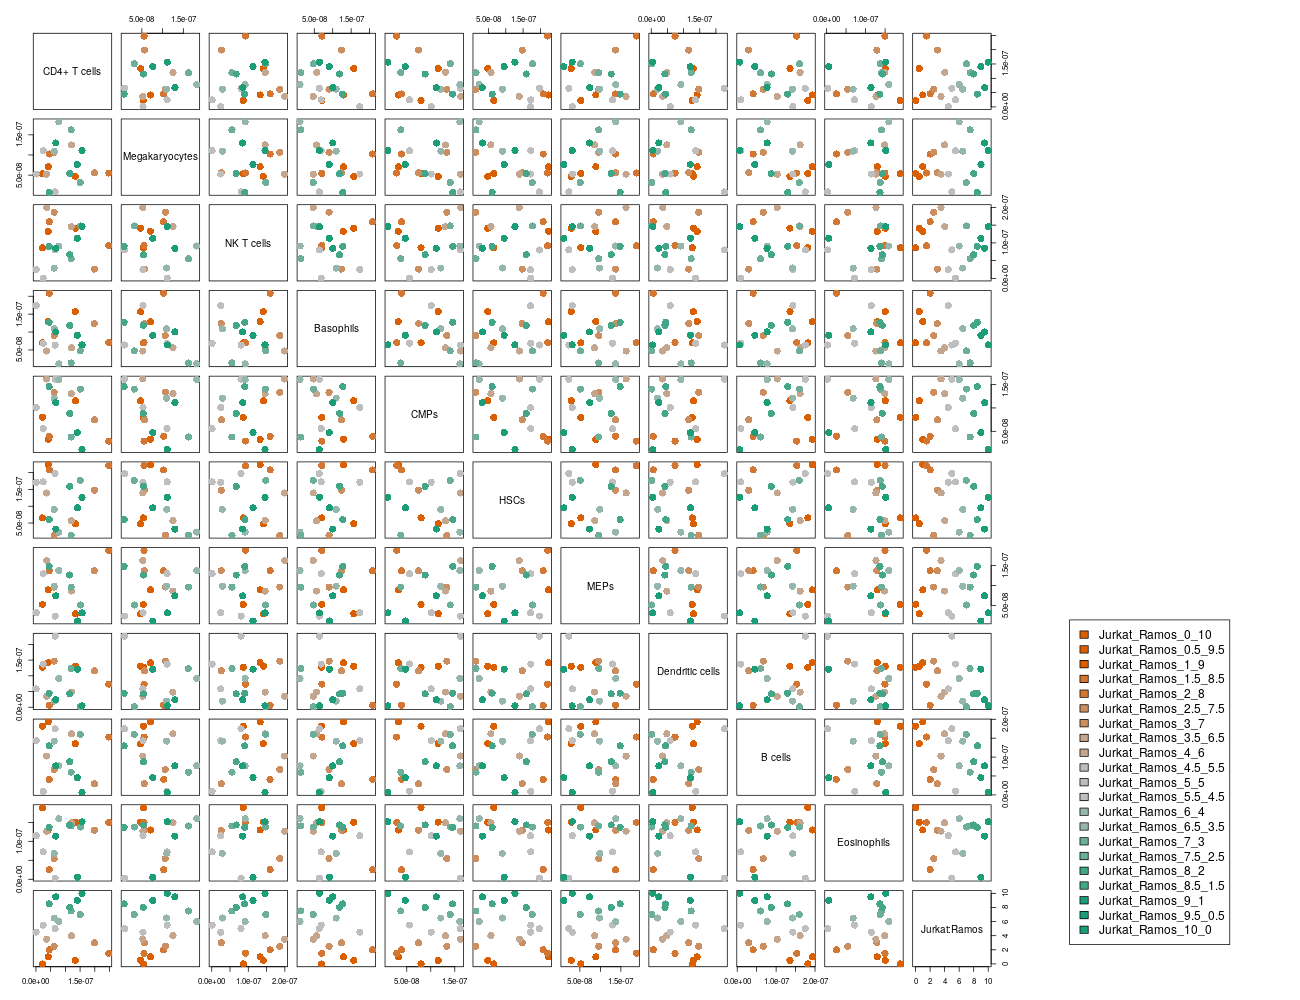 5.0e-08 1.5e-07 5.0e-08 1.5e-07 5.0e-08 1.5e-07 0.0e+00 1.5e-07 0.0e+00 1.0e-07
CD4+ T cells
0.0e+00 1.5e-07
Megakaryocytes
5.0e-08 1.5e-07
NK T cells
0.0e+00 1.0e-07 2.0e-07
Basophils
5.0e-08 1.5e-07
CMPs
5.0e-08 1.5e-07
HSCs
5.0e-08 1.5e-07
MEPs
5.0e-08 1.5e-07
Dendritic cells
0.0e+00 1.5e-07
B cells
0.0e+00 1.0e-07 2.0e-07
Eosinophils
0.0e+00 1.0e-07
Jurkat:Ramos
0 2 4 6 8 10
0.0e+00 1.5e-07 0.0e+00 1.0e-07 2.0e-07 5.0e-08 1.5e-07 5.0e-08 1.5e-07 0.0e+00 1.0e-07 2.0e-07 0 2 4 6 8 10
Jurkat_Ramos_0_10
Jurkat_Ramos_0.5_9.5
Jurkat_Ramos_1_9
Jurkat_Ramos_1.5_8.5
Jurkat_Ramos_2_8
Jurkat_Ramos_2.5_7.5
Jurkat_Ramos_3_7
Jurkat_Ramos_3.5_6.5
Jurkat_Ramos_4_6
Jurkat_Ramos_4.5_5.5
Jurkat_Ramos_5_5
Jurkat_Ramos_5.5_4.5
Jurkat_Ramos_6_4
Jurkat_Ramos_6.5_3.5
Jurkat_Ramos_7_3
Jurkat_Ramos_7.5_2.5
Jurkat_Ramos_8_2
Jurkat_Ramos_8.5_1.5
Jurkat_Ramos_9_1
Jurkat_Ramos_9.5_0.5
Jurkat_Ramos_10_0